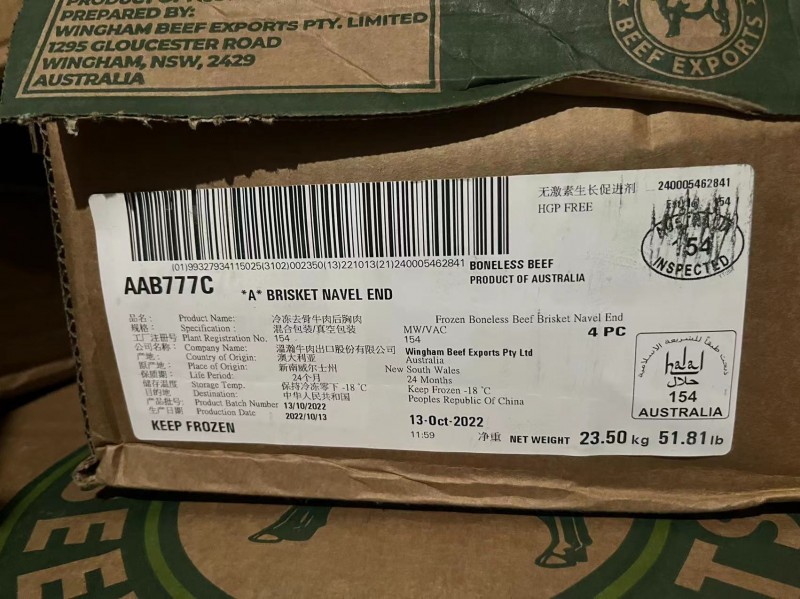 PRODUCT OF
PREPARED BY:
WINGHAM BEEF EXPORTS PTY. LIMITED
1295 GLOUCESTER ROAD
WINGHAM, NSW, 2429
AUSTRALIA
BEEF EXPORTS
无激素生长促进剂
HGP FREE
240005462841
154
INSPECTED
(01)99327934115025(3102)002350(13)221013(21)240005462841
BONELESS BEEF
PRODUCT OF AUSTRALIA
AAB777C
*A* BRISKET NAVEL END
品名: Product Name: 冷冻去骨牛肉后胸肉 Frozen Boneless Beef Brisket Navel End
规格: Specification: 混合包装/真空包装 MW/VAC 4 PC
工厂注册号 Plant Registration No. 154 154
公司名称: Company Name: 温瀚牛肉出口股份有限公司 Wingham Beef Exports Pty Ltd
产地: Country of Origin: 澳大利亚 Australia
原产地: Place of Origin: 新南威尔士州 New South Wales
保质期: Life Period: 24个月 24 Months
储存温度 Storage Temp. 保持冷冻零下 -18 °C Keep Frozen -18 °C
目的地: Destination: 中华人民共和国 Peoples Republic Of China
产品批号: Product Batch Number 13/10/2022
生产日期 Production Date 2022/10/13
KEEP FROZEN
13-Oct-2022
11:59
净重 NET WEIGHT 23.50 kg 51.81 lb
ذبحت طبقا للشريعة الإسلامية
halal
حلال
154
AUSTRALIA